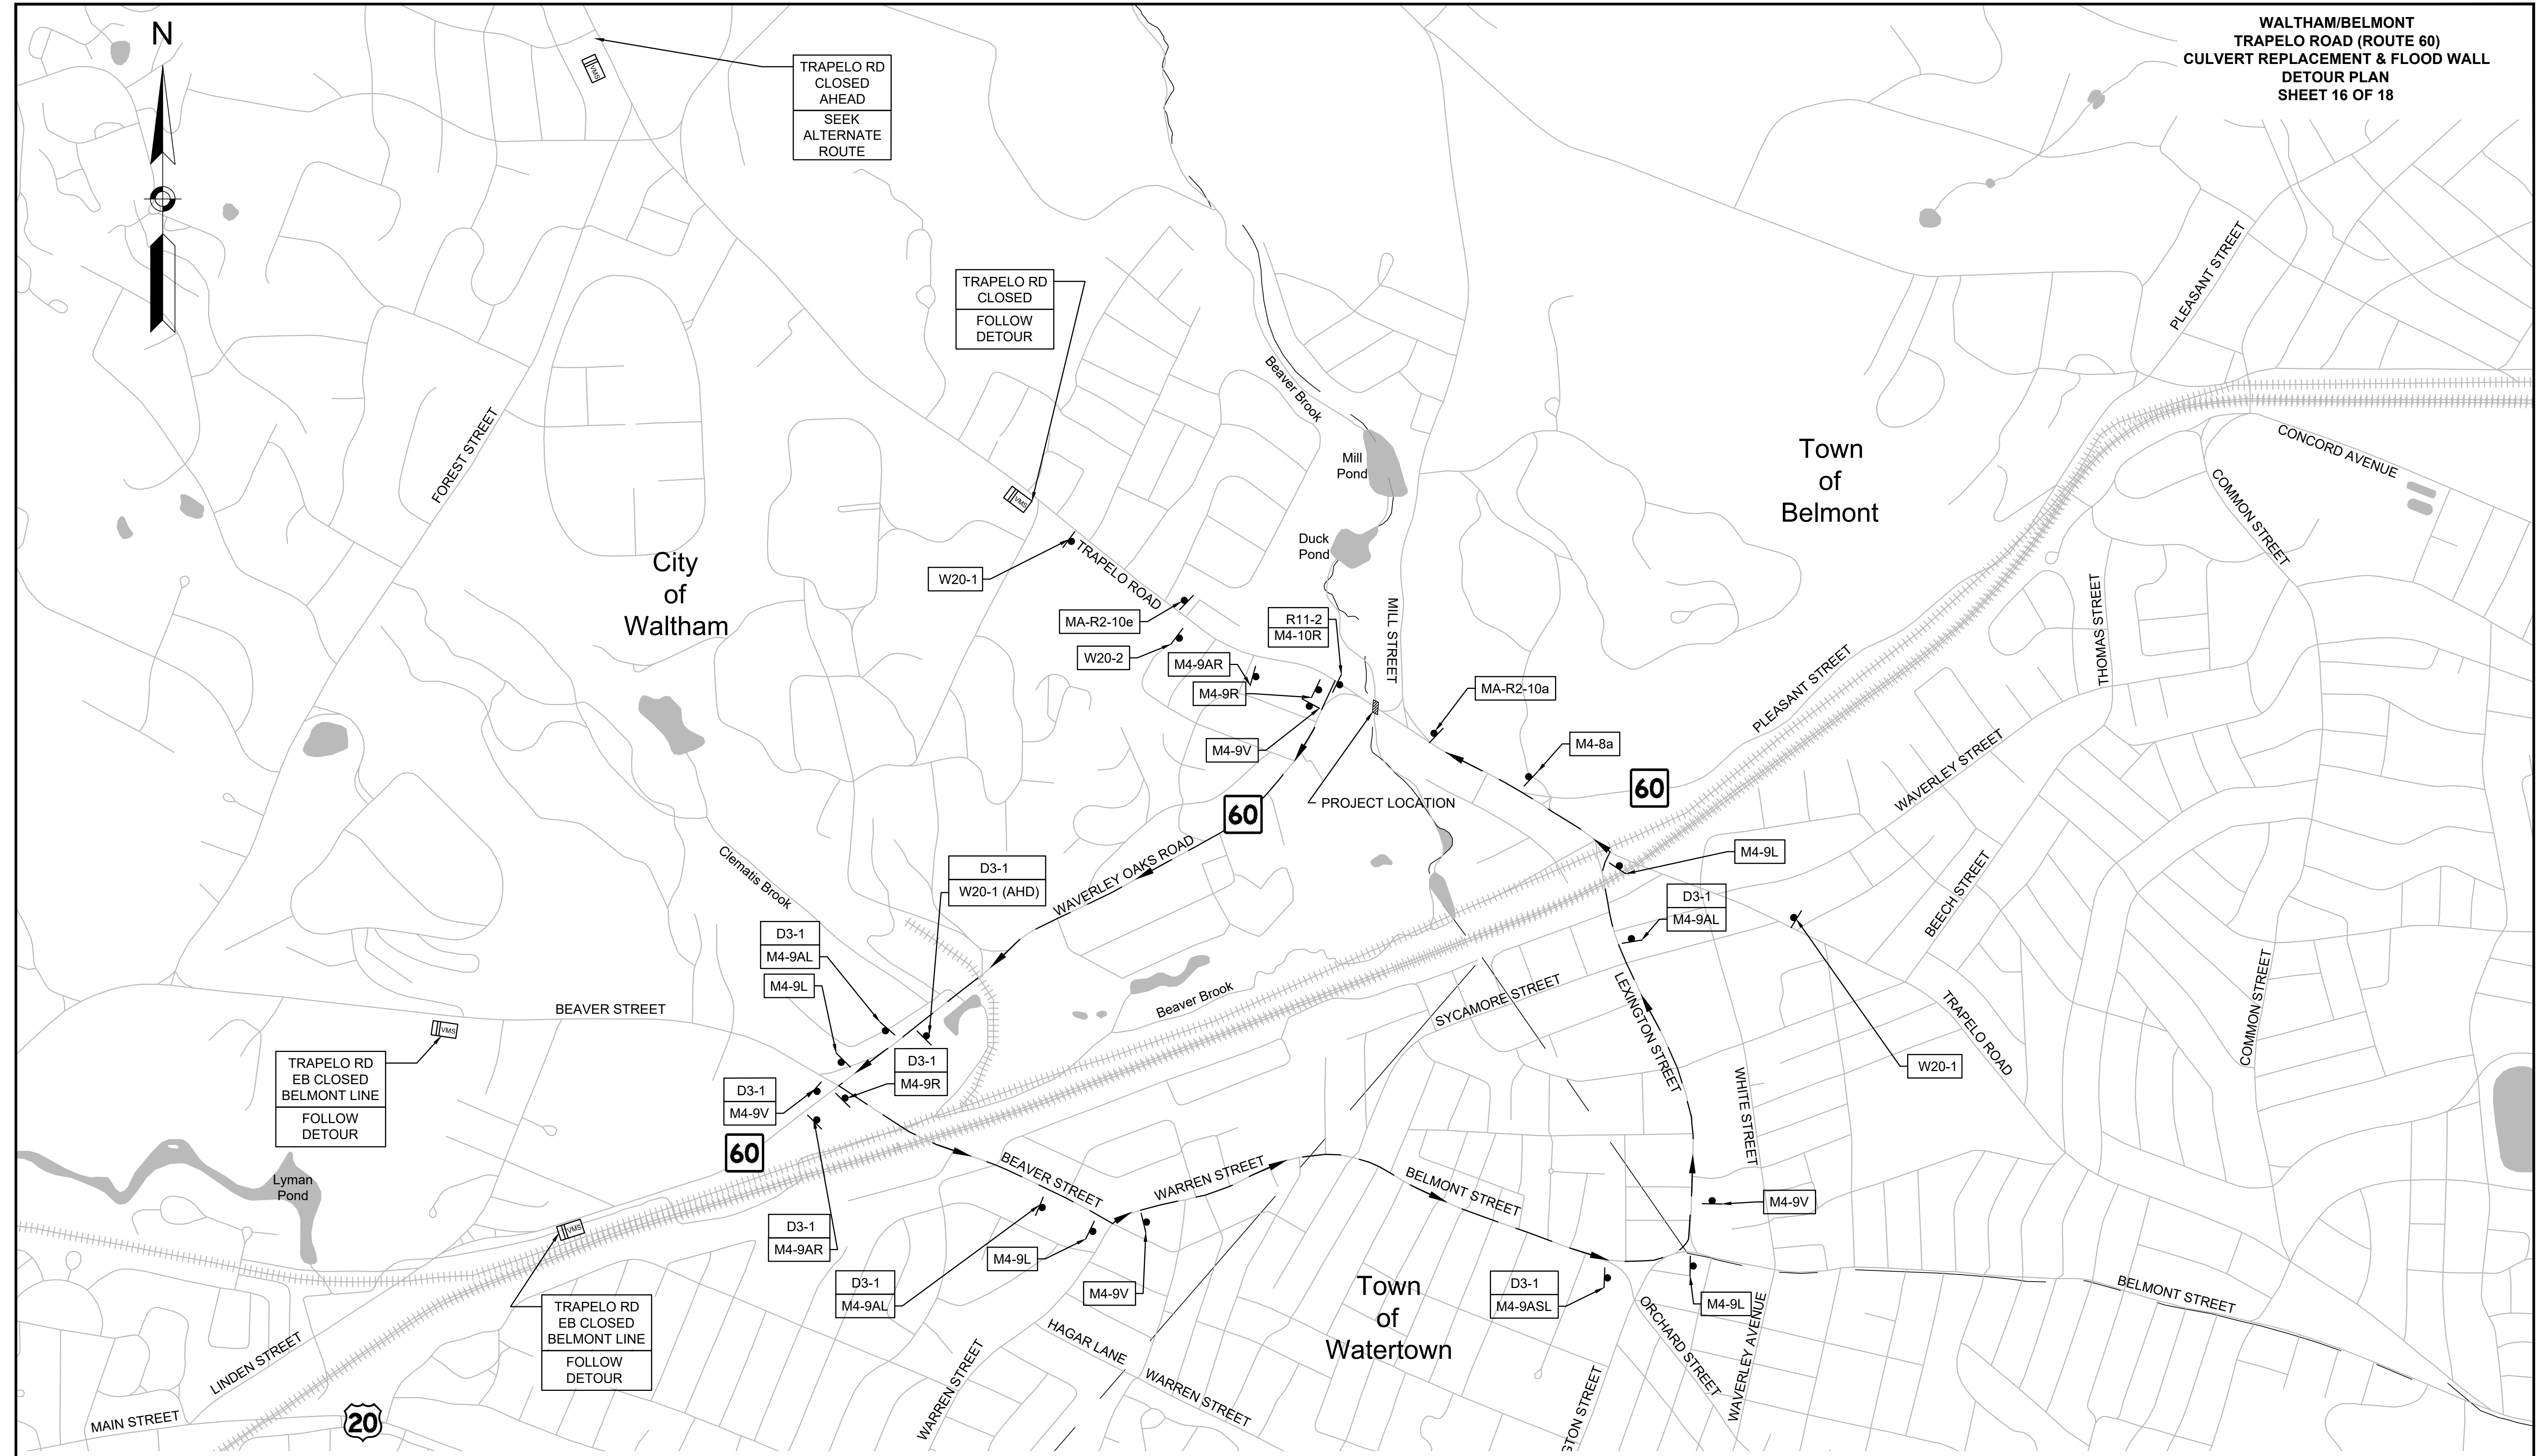 WALTHAM/BELMONT
TRAPELO ROAD (ROUTE 60)
CULVERT REPLACEMENT & FLOOD WALL
DETOUR PLAN
SHEET 16 OF 18
N
VMS
TRAPELO RD
CLOSED
AHEAD
SEEK
ALTERNATE
ROUTE
TRAPELO RD
CLOSED
FOLLOW
DETOUR
VMS
PLEASANT STREET
Beaver Brook
Mill
Pond
Duck
Pond
Town
of
Belmont
CONCORD AVENUE
COMMON STREET
FOREST STREET
City
of
Waltham
W20-1
TRAPELO ROAD
MA-R2-10e
W20-2
R11-2
M4-10R
MILL STREET
M4-9AR
M4-9R
M4-9V
MA-R2-10a
M4-8a
60
PLEASANT STREET
THOMAS STREET
WAVERLEY STREET
60
PROJECT LOCATION
WAVERLEY OAKS ROAD
Clematis Brook
D3-1
W20-1 (AHD)
M4-9L
D3-1
M4-9AL
BEECH STREET
D3-1
M4-9AL
M4-9L
BEAVER STREET
Beaver Brook
SYCAMORE STREET
LEXINGTON STREET
TRAPELO ROAD
COMMON STREET
W20-1
VMS
TRAPELO RD
EB CLOSED
BELMONT LINE
FOLLOW
DETOUR
D3-1
M4-9R
D3-1
M4-9V
60
WHITE STREET
Lyman
Pond
BEAVER STREET
WARREN STREET
BELMONT STREET
M4-9V
VMS
D3-1
M4-9AR
M4-9L
D3-1
M4-9AL
M4-9V
D3-1
M4-9ASL
M4-9L
TRAPELO RD
EB CLOSED
BELMONT LINE
FOLLOW
DETOUR
Town
of
Watertown
BELMONT STREET
ORCHARD STREET
WAVERLEY AVENUE
HAGAR LANE
WARREN STREET
WARREN STREET
LINDEN STREET
MAIN STREET
20
GTON STREET